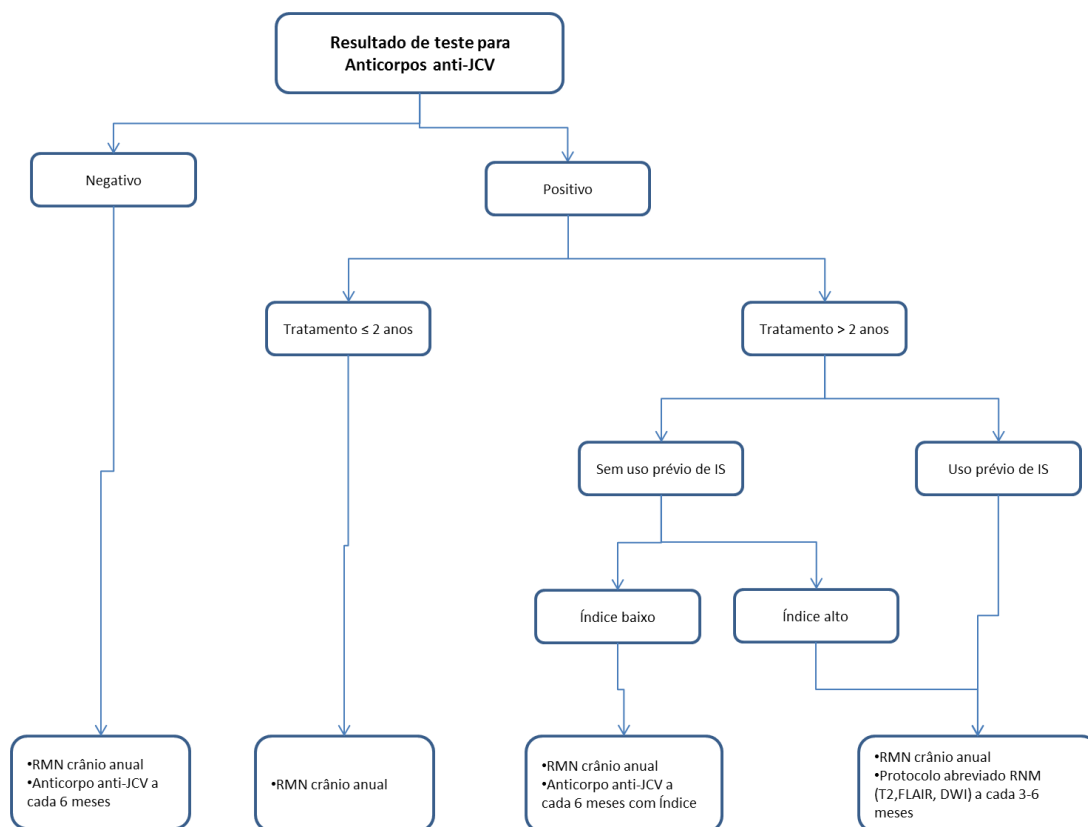 Resultado de teste para
Anticorpos anti-JCV
Negativo
Positivo
Tratamento ≤ 2 anos
Tratamento > 2 anos
Sem uso prévio de IS
Uso prévio de IS
Índice baixo
Índice alto
•RMN crânio anual
•Anticorpo anti-JCV a
cada 6 meses
•RMN crânio anual
•RMN crânio anual
•Anticorpo anti-JCV a
cada 6 meses com Índice
•RMN crânio anual
•Protocolo abreviado RNM
(T2,FLAIR, DWI) a cada 3-6
meses